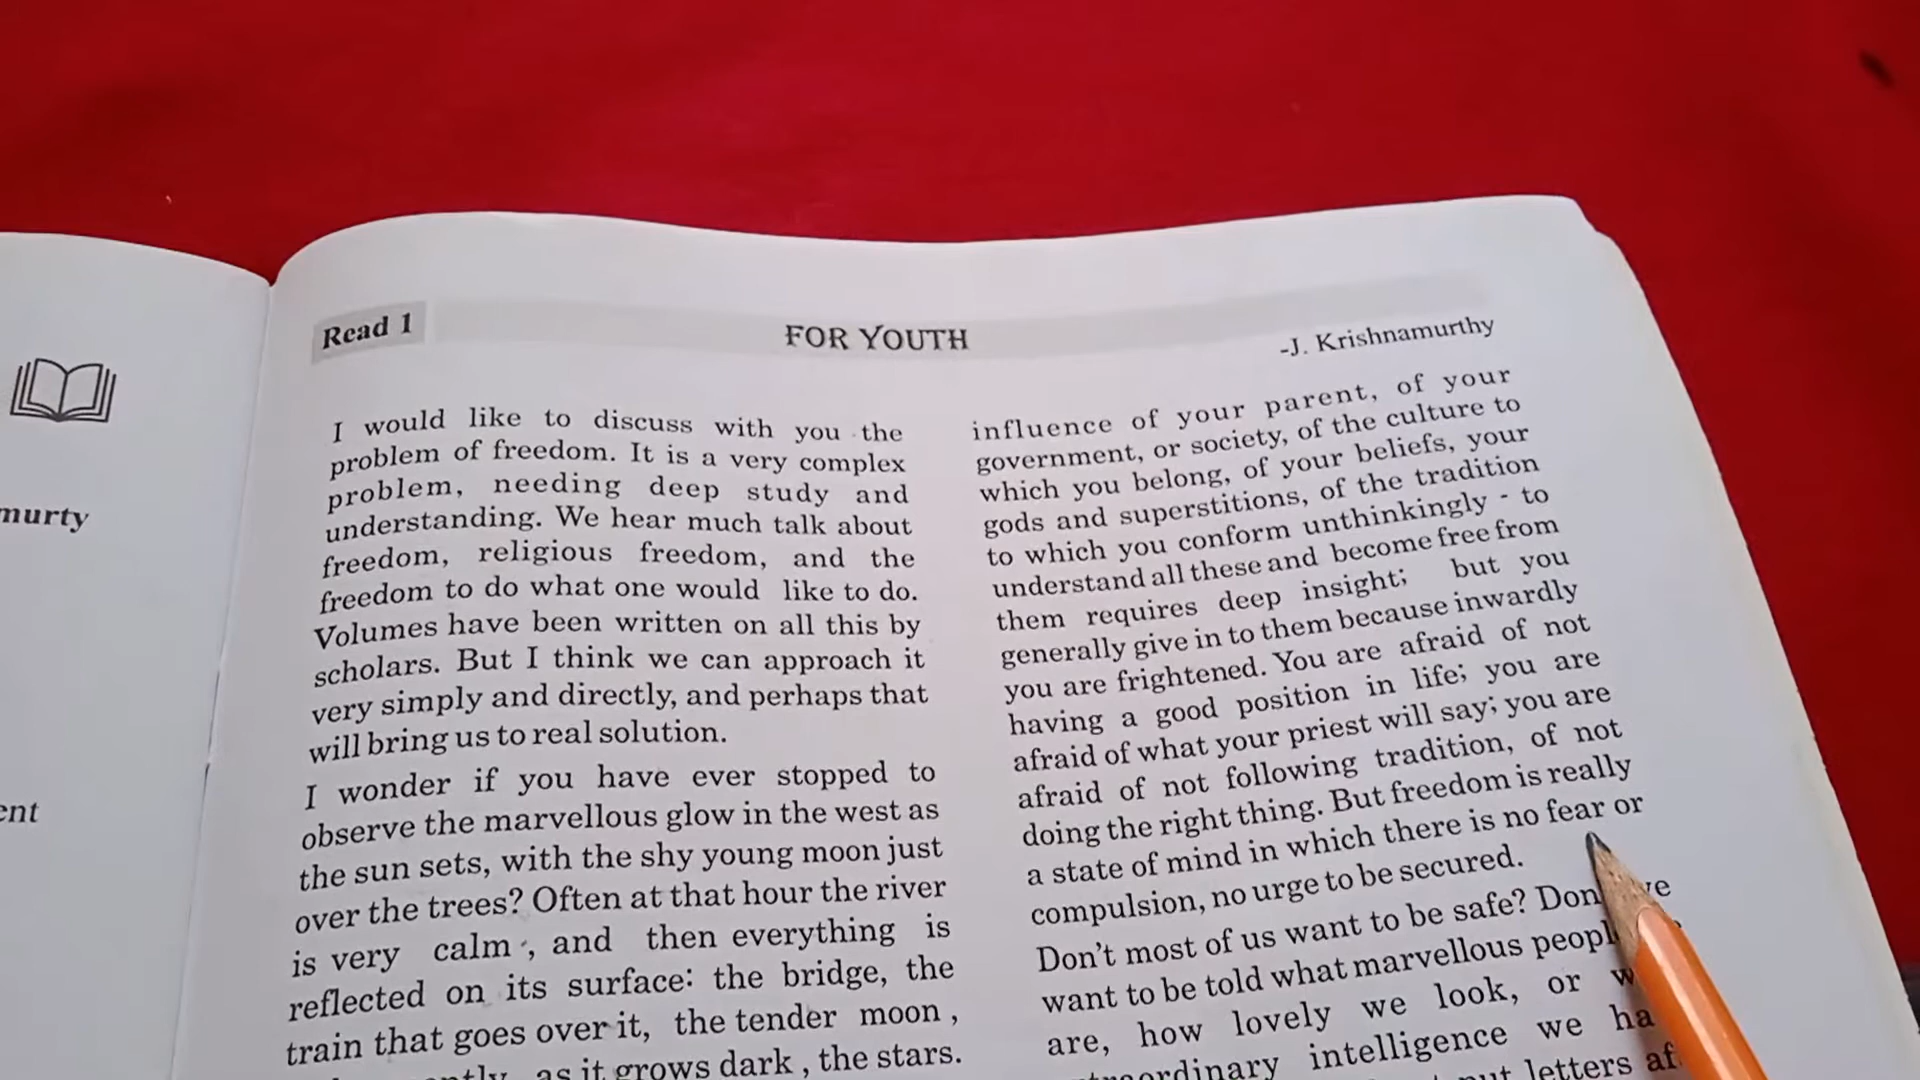 murty
ent
Read 1
FOR YOUTH
-J. Krishnamurthy
I would like to discuss with you the
problem of freedom. It is a very complex
problem, needing deep study and
understanding. We hear much talk about
freedom, religious freedom, and the
freedom to do what one would like to do.
Volumes have been written on all this by
scholars. But I think we can approach it
very simply and directly, and perhaps that
will bring us to real solution.
I wonder if you have ever stopped to
observe the marvellous glow in the west as
the sun sets, with the shy young moon just
over the trees? Often at that hour the river
is very calm , and then everything is
reflected on its surface: the bridge, the
train that goes over it, the tender moon ,
as it grows dark , the stars.
influence of your parent, of your
government, or society, of the culture to
which you belong, of your beliefs, your
gods and superstitions, of the tradition
to which you conform unthinkingly - to
understand all these and become free from
them requires deep insight; but you
generally give in to them because inwardly
you are frightened. You are afraid of not
having a good position in life; you are
afraid of what your priest will say; you are
afraid of not following tradition, of not
doing the right thing. But freedom is really
a state of mind in which there is no fear or
compulsion, no urge to be secured.
Don't most of us want to be safe? Don
want to be told what marvellous peopl
are, how lovely we look, or w
intelligence we ha
put letters af